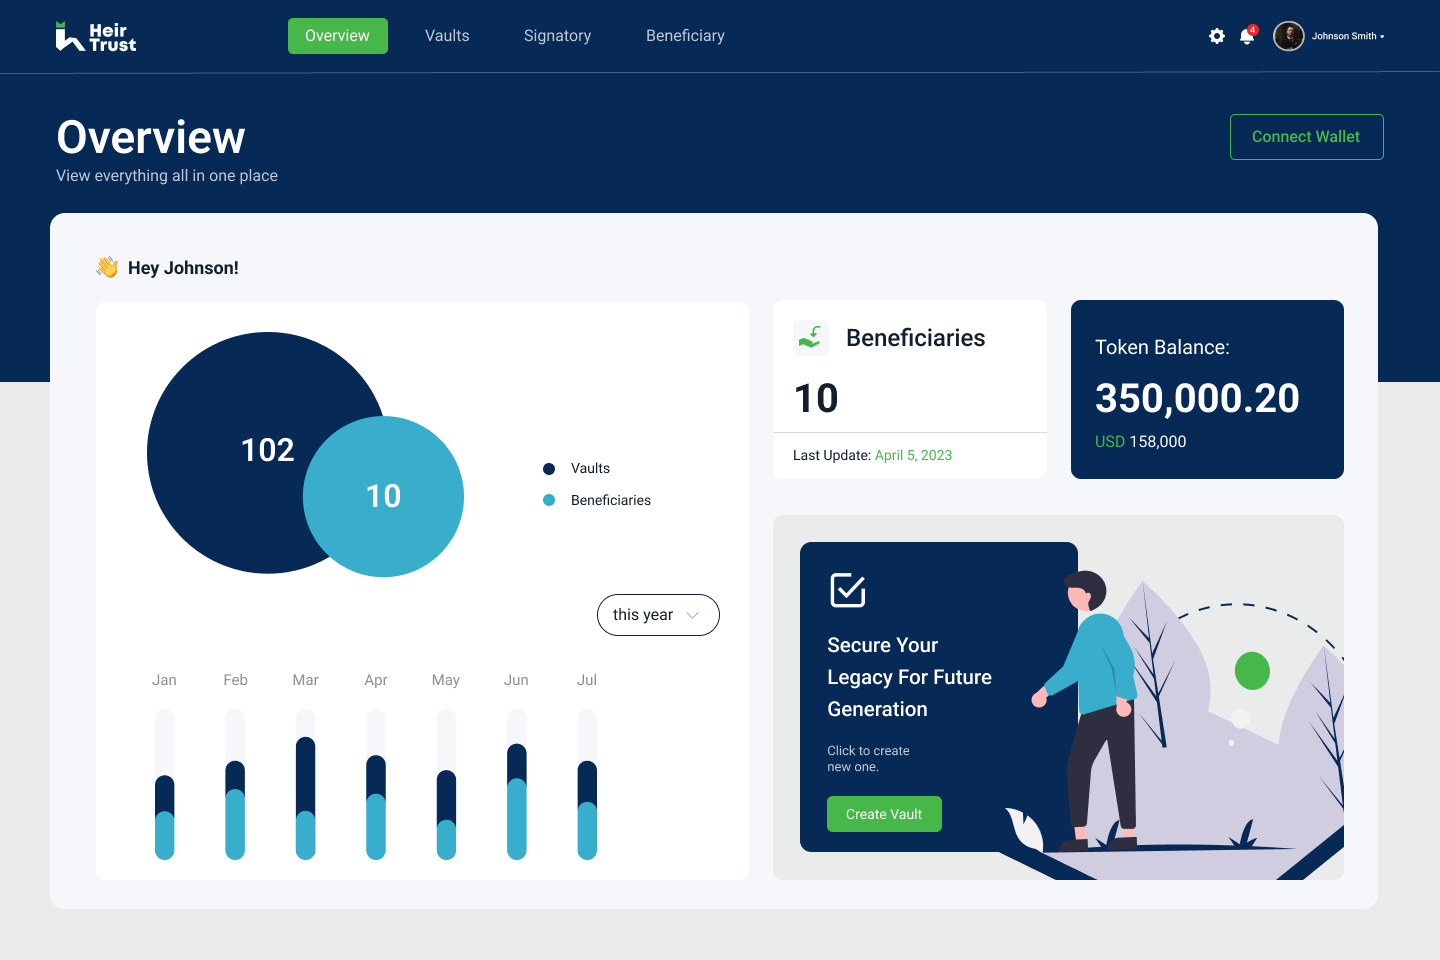 Heir
Trust
Overview
Vaults
Signatory
Beneficiary
4
Johnson Smith
Overview
View everything all in one place
Connect Wallet
👋 Hey Johnson!
102
10
Vaults
Beneficiaries
this year
Jan Feb Mar Apr May Jun Jul
Beneficiaries
10
Last Update: April 5, 2023
Token Balance:
350,000.20
USD 158,000
Secure Your
Legacy For Future
Generation
Click to create
new one.
Create Vault